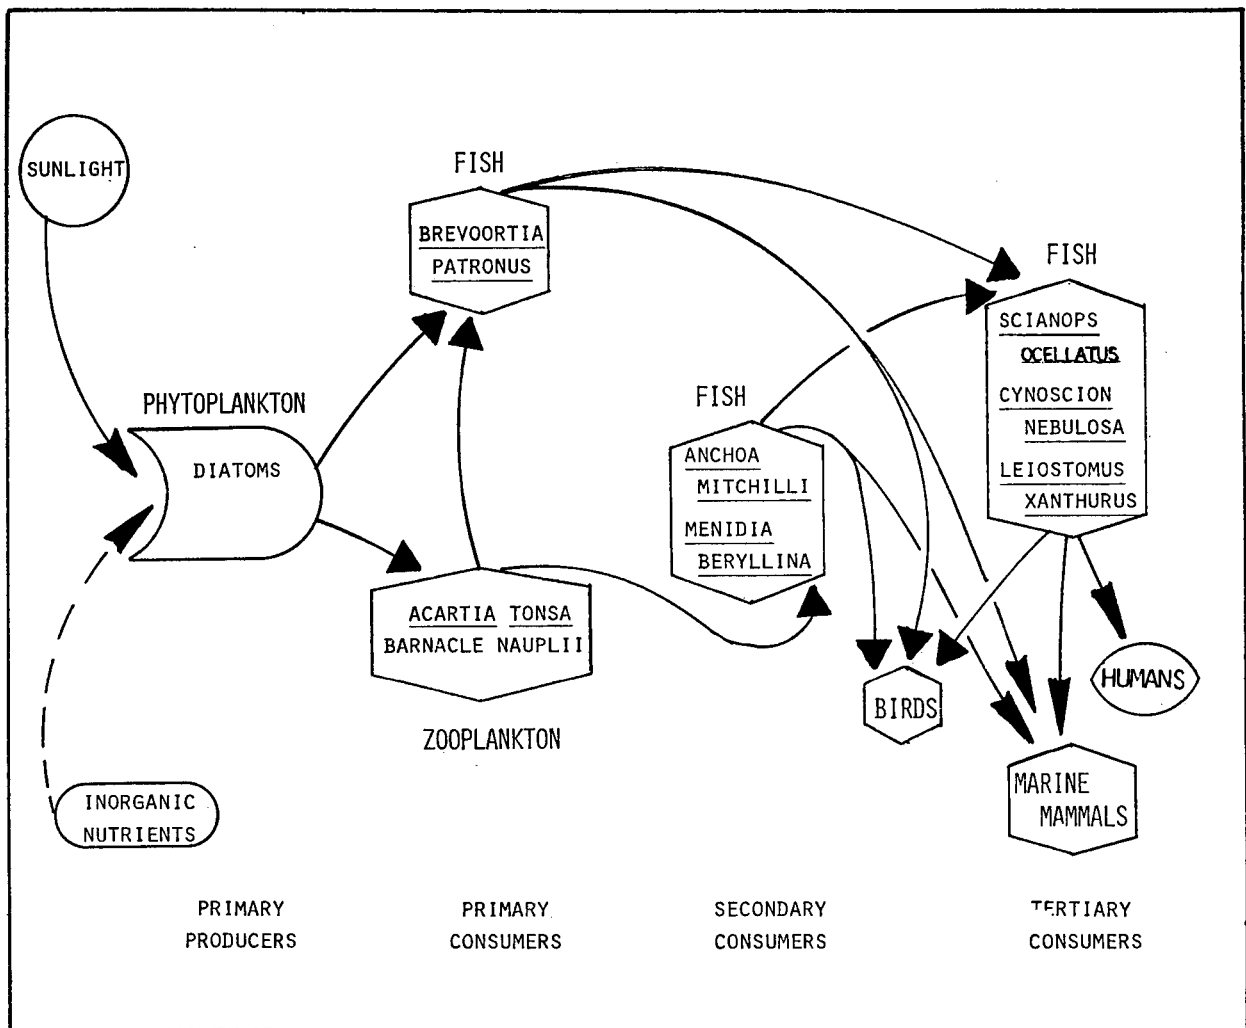 SUNLIGHT
FISH
BREVOORTIA
PATRONUS
FISH
SCIANOPS
OCELLATUS
CYNOSCION
NEBULOSA
LEIOSTOMUS
XANTHURUS
PHYTOPLANKTON
DIATOMS
FISH
ANCHOA
MITCHILLI
MENIDIA
BERYLLINA
ACARTIA TONSA
BARNACLE NAUPLII
ZOOPLANKTON
BIRDS
HUMANS
MARINE
MAMMALS
INORGANIC
NUTRIENTS
PRIMARY
PRODUCERS
PRIMARY
CONSUMERS
SECONDARY
CONSUMERS
TERTIARY
CONSUMERS